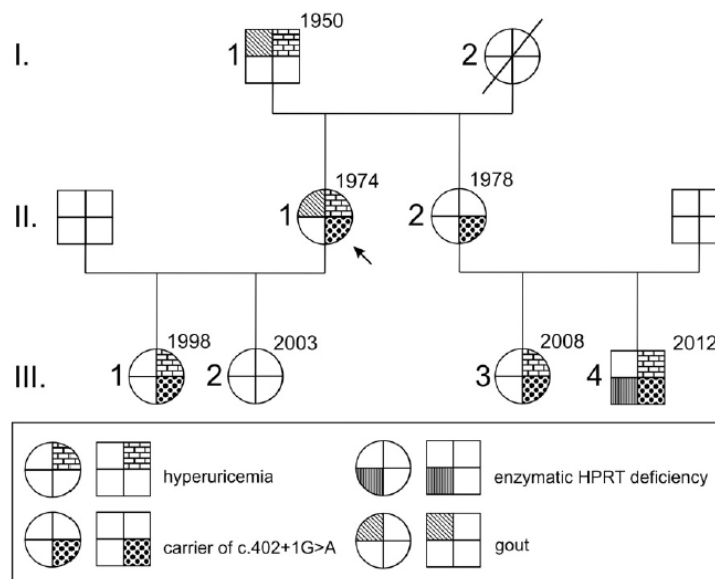 1950
I. 1 2
1974 1978
II. 1 2
1998 2003 2008 2012
III. 1 2 3 4
hyperuricemia enzymatic HPRT deficiency
carrier of c.402+1G>A gout